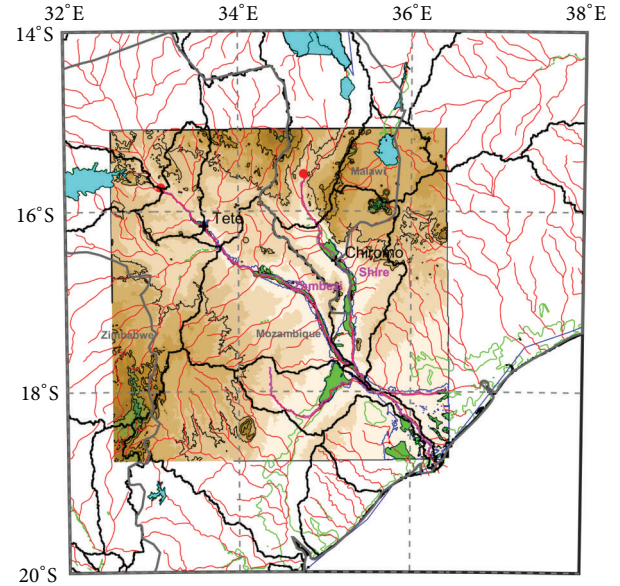 32°E 34°E 36°E 38°E
14°S
Malawi
16°S
Tete
Chiromo
Shire
Zambezi
Zimbabwe
Mozambique
18°S
20°S